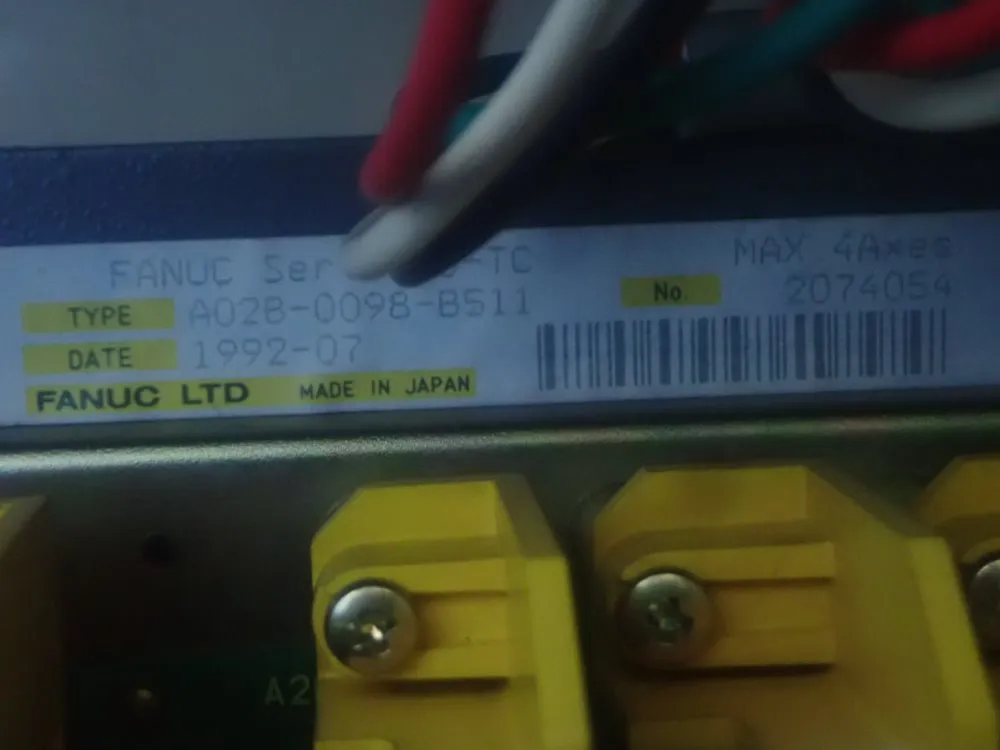 FANUC Ser -TC
MAX. 4Axes
TYPE A02B-0098-B511
No. 2074054
DATE 1992-07
FANUC LTD MADE IN JAPAN
A2